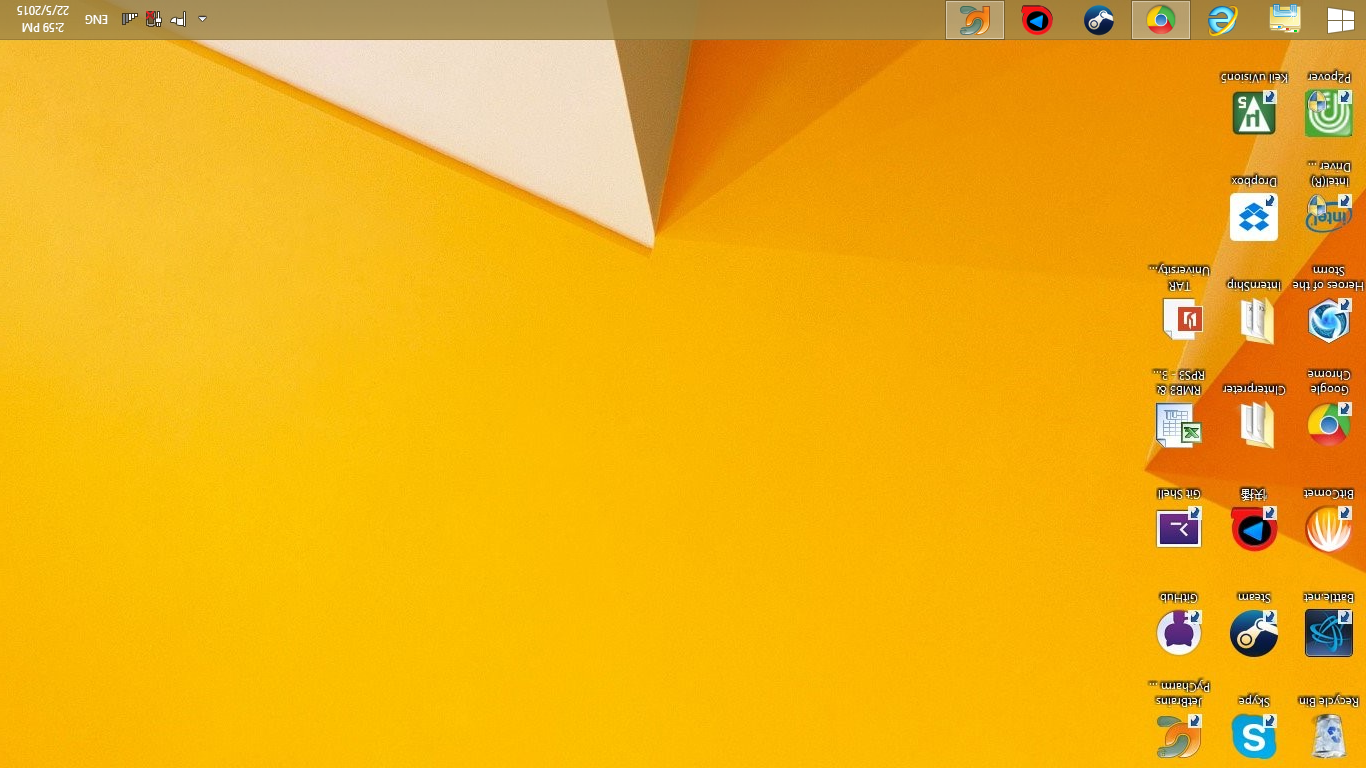 Recycle Bin
Skype
JetBrains
PyCharm ...
Battle.net
Steam
GitHub
BitComet
快播
Git Shell
Google
Chrome
CInterpreter
RMB3 &
RPS3 - 3...
Heroes of the
Storm
InternShip
TAR
University...
Intel(R)
Driver ...
Dropbox
P2pover
Keil uVision5
ENG
2:59 PM
22/5/2015